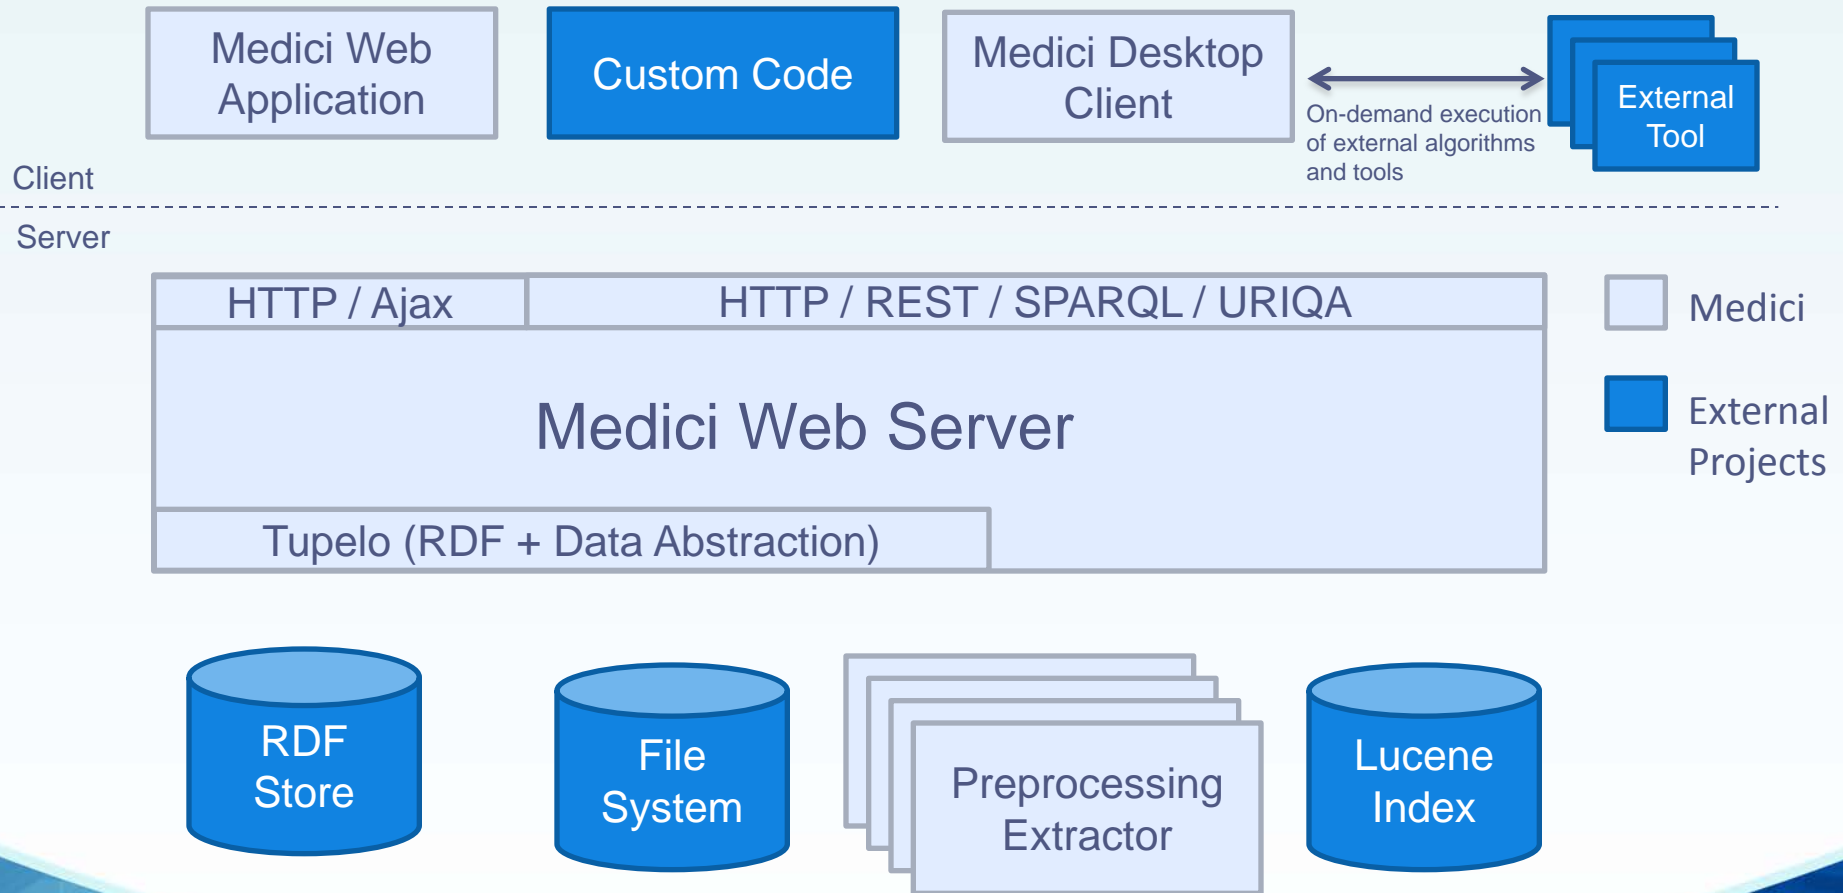 Medici Web
Application
Custom Code
Medici Desktop
Client
On-demand execution
of external algorithms
and tools
External
Tool
Client
Server
HTTP / Ajax
HTTP / REST / SPARQL / URIQA
Medici Web Server
Tupelo (RDF + Data Abstraction)
Medici
External
Projects
RDF
Store
File
System
Preprocessing
Extractor
Lucene
Index